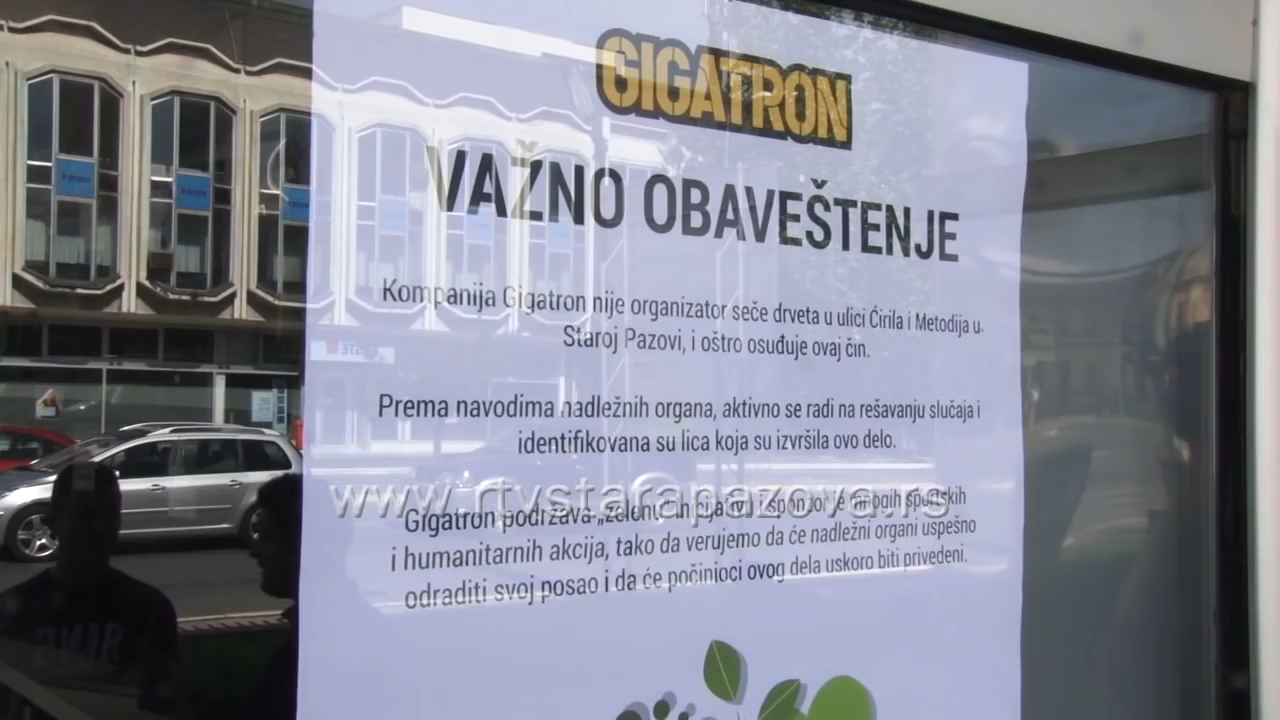 GIGATRON
VAŽNO OBAVEŠTENJE
Kompanija Gigatron nije organizator seče drveta u ulici Ćirila i Metodija u
Staroj Pazovi, i oštro osuđuje ovaj čin.
Prema navodima nadležnih organa, aktivno se radi na rešavanju slučaja i
identifikovana su lica koja su izvršila ovo delo.
www.rtvstarapazova.rs
Gigatron podržava „zelenu“ inicijativu i sponzor je mnogih sportskih
i humanitarnih akcija, tako da verujemo da će nadležni organi uspešno
odraditi svoj posao i da će počinioci ovog dela uskoro biti privedeni.